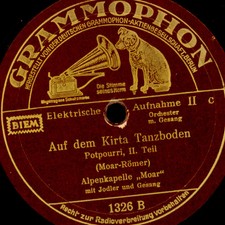 GRAMMOPHON
HERGESTELLT VON DER DEUTSCHEN GRAMMOPHON-AKTIENGESELLSCHAFT, BERLIN
Die Stimme
seines Herrn
Elektrische Aufnahme II c
BIEM
Orchester
m. Gesang
Auf dem Kirta Tanzboden
Potpourri, II. Teil
(Moar-Römer)
Alpenkapelle „Moar"
mit Jodler und Gesang
1326 B
Recht zur Radioverbreitung vorbehalten